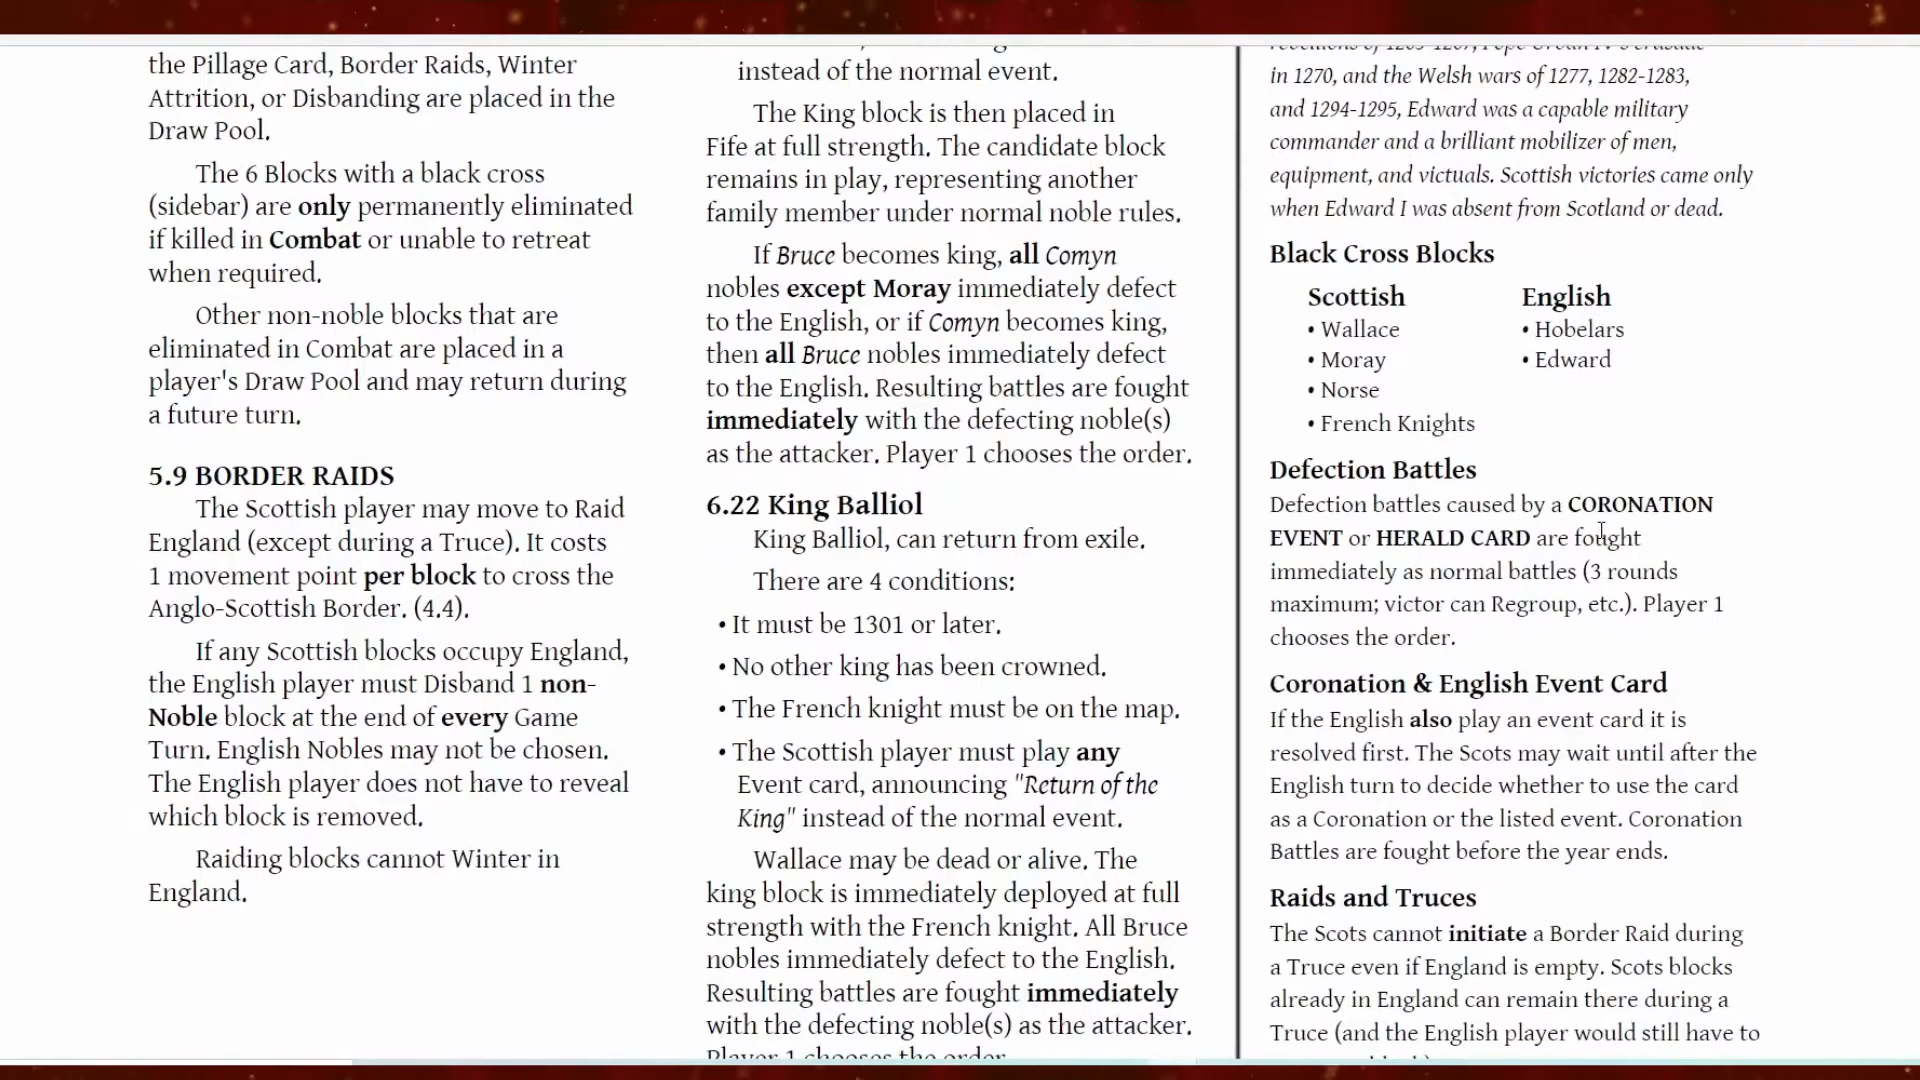 the Pillage Card, Border Raids, Winter
Attrition, or Disbanding are placed in the
Draw Pool.
The 6 Blocks with a black cross
(sidebar) are only permanently eliminated
if killed in Combat or unable to retreat
when required.
Other non-noble blocks that are
eliminated in Combat are placed in a
player's Draw Pool and may return during
a future turn.
5.9 BORDER RAIDS
The Scottish player may move to Raid
England (except during a Truce). It costs
1 movement point per block to cross the
Anglo-Scottish Border. (4.4).
If any Scottish blocks occupy England,
the English player must Disband 1 non-
Noble block at the end of every Game
Turn. English Nobles may not be chosen.
The English player does not have to reveal
which block is removed.
Raiding blocks cannot Winter in
England.
instead of the normal event.
The King block is then placed in
Fife at full strength. The candidate block
remains in play, representing another
family member under normal noble rules.
If Bruce becomes king, all Comyn
nobles except Moray immediately defect
to the English, or if Comyn becomes king,
then all Bruce nobles immediately defect
to the English. Resulting battles are fought
immediately with the defecting noble(s)
as the attacker. Player 1 chooses the order.
6.22 King Balliol
King Balliol, can return from exile.
There are 4 conditions:
• It must be 1301 or later.
• No other king has been crowned.
• The French knight must be on the map.
• The Scottish player must play any
Event card, announcing "Return of the
King" instead of the normal event.
Wallace may be dead or alive. The
king block is immediately deployed at full
strength with the French knight. All Bruce
nobles immediately defect to the English.
Resulting battles are fought immediately
with the defecting noble(s) as the attacker.
Player 1 chooses the order.
in 1270, and the Welsh wars of 1277, 1282-1283,
and 1294-1295, Edward was a capable military
commander and a brilliant mobilizer of men,
equipment, and victuals. Scottish victories came only
when Edward I was absent from Scotland or dead.
Black Cross Blocks
Scottish English
• Wallace • Hobelars
• Moray • Edward
• Norse
• French Knights
Defection Battles
Defection battles caused by a CORONATION
EVENT or HERALD CARD are fought
immediately as normal battles (3 rounds
maximum; victor can Regroup, etc.). Player 1
chooses the order.
Coronation & English Event Card
If the English also play an event card it is
resolved first. The Scots may wait until after the
English turn to decide whether to use the card
as a Coronation or the listed event. Coronation
Battles are fought before the year ends.
Raids and Truces
The Scots cannot initiate a Border Raid during
a Truce even if England is empty. Scots blocks
already in England can remain there during a
Truce (and the English player would still have to